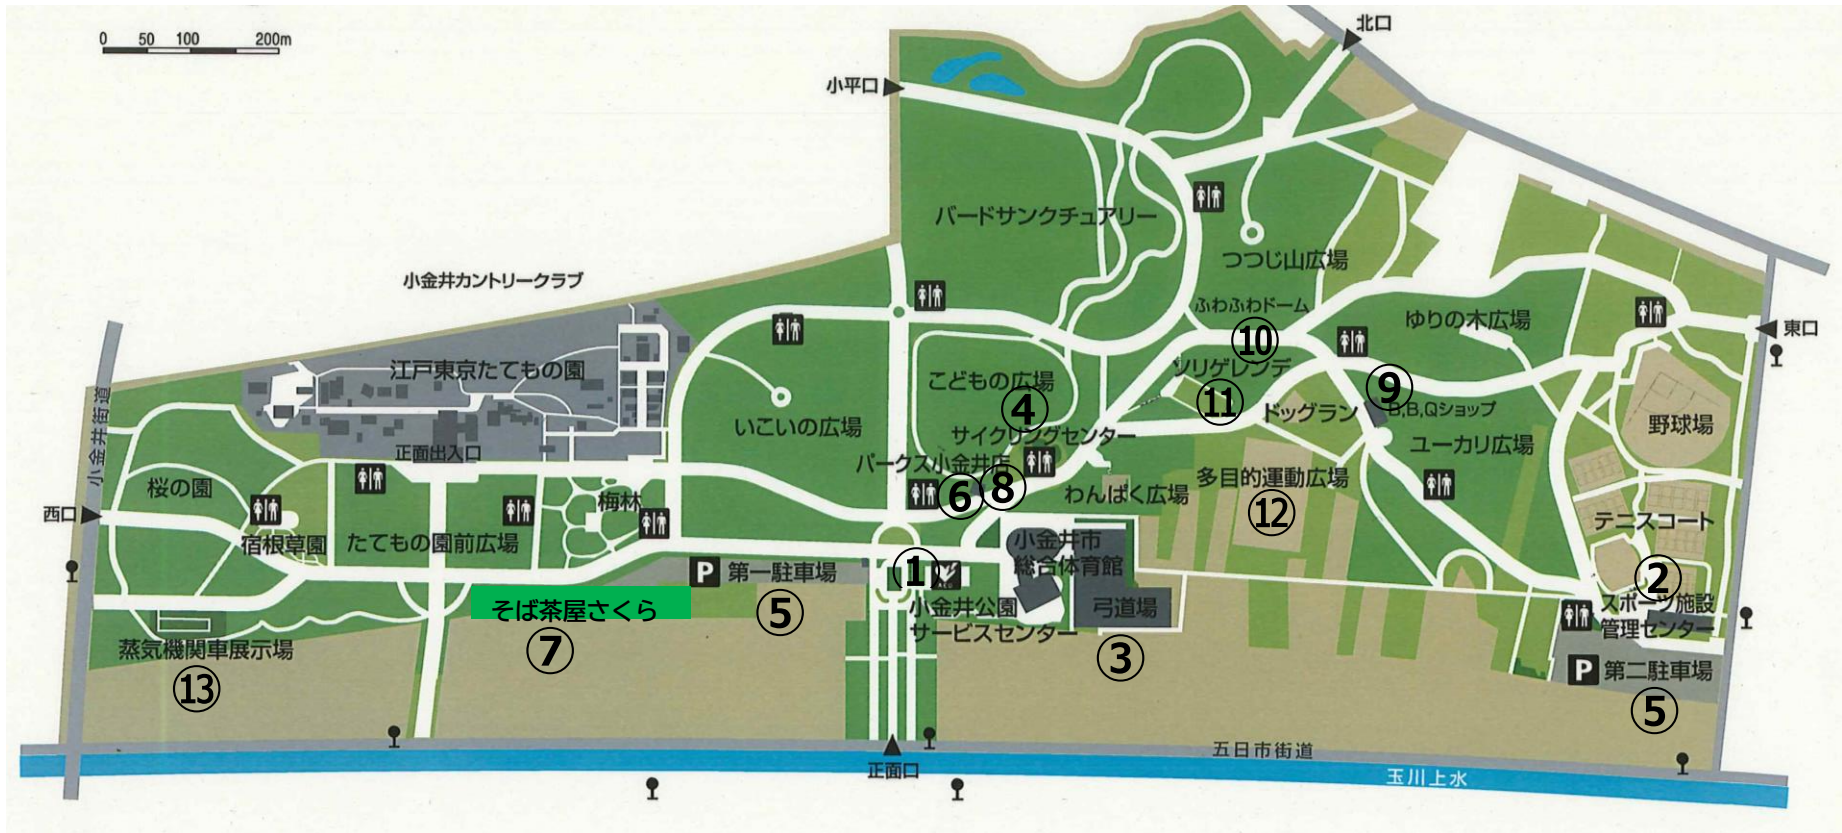 0 50 100 200m
北口
小平口
バードサンクチュアリー
つつじ山広場
小金井カントリークラブ
ふわふわドーム
⑩
ゆりの木広場
東口
江戸東京たてもの園
正面出入口
小金井街道
こどもの広場
④
ソリゲレンデ
⑪
ドッグラン
⑨
B,B,Qショップ
ユーカリ広場
野球場
いこいの広場
サイクリングセンター
パークス小金井店
⑥
⑧
わんぱく広場
多目的運動広場
⑫
桜の園
西口
宿根草園
たてもの園前広場
梅林
テニスコート
小金井市
総合体育館
P 第一駐車場
⑤
①
小金井公園
サービスセンター
弓道場
③
②
スポーツ施設
管理センター
そば茶屋さくら
⑦
蒸気機関車展示場
⑬
P 第二駐車場
⑤
正面口
五日市街道
玉川上水